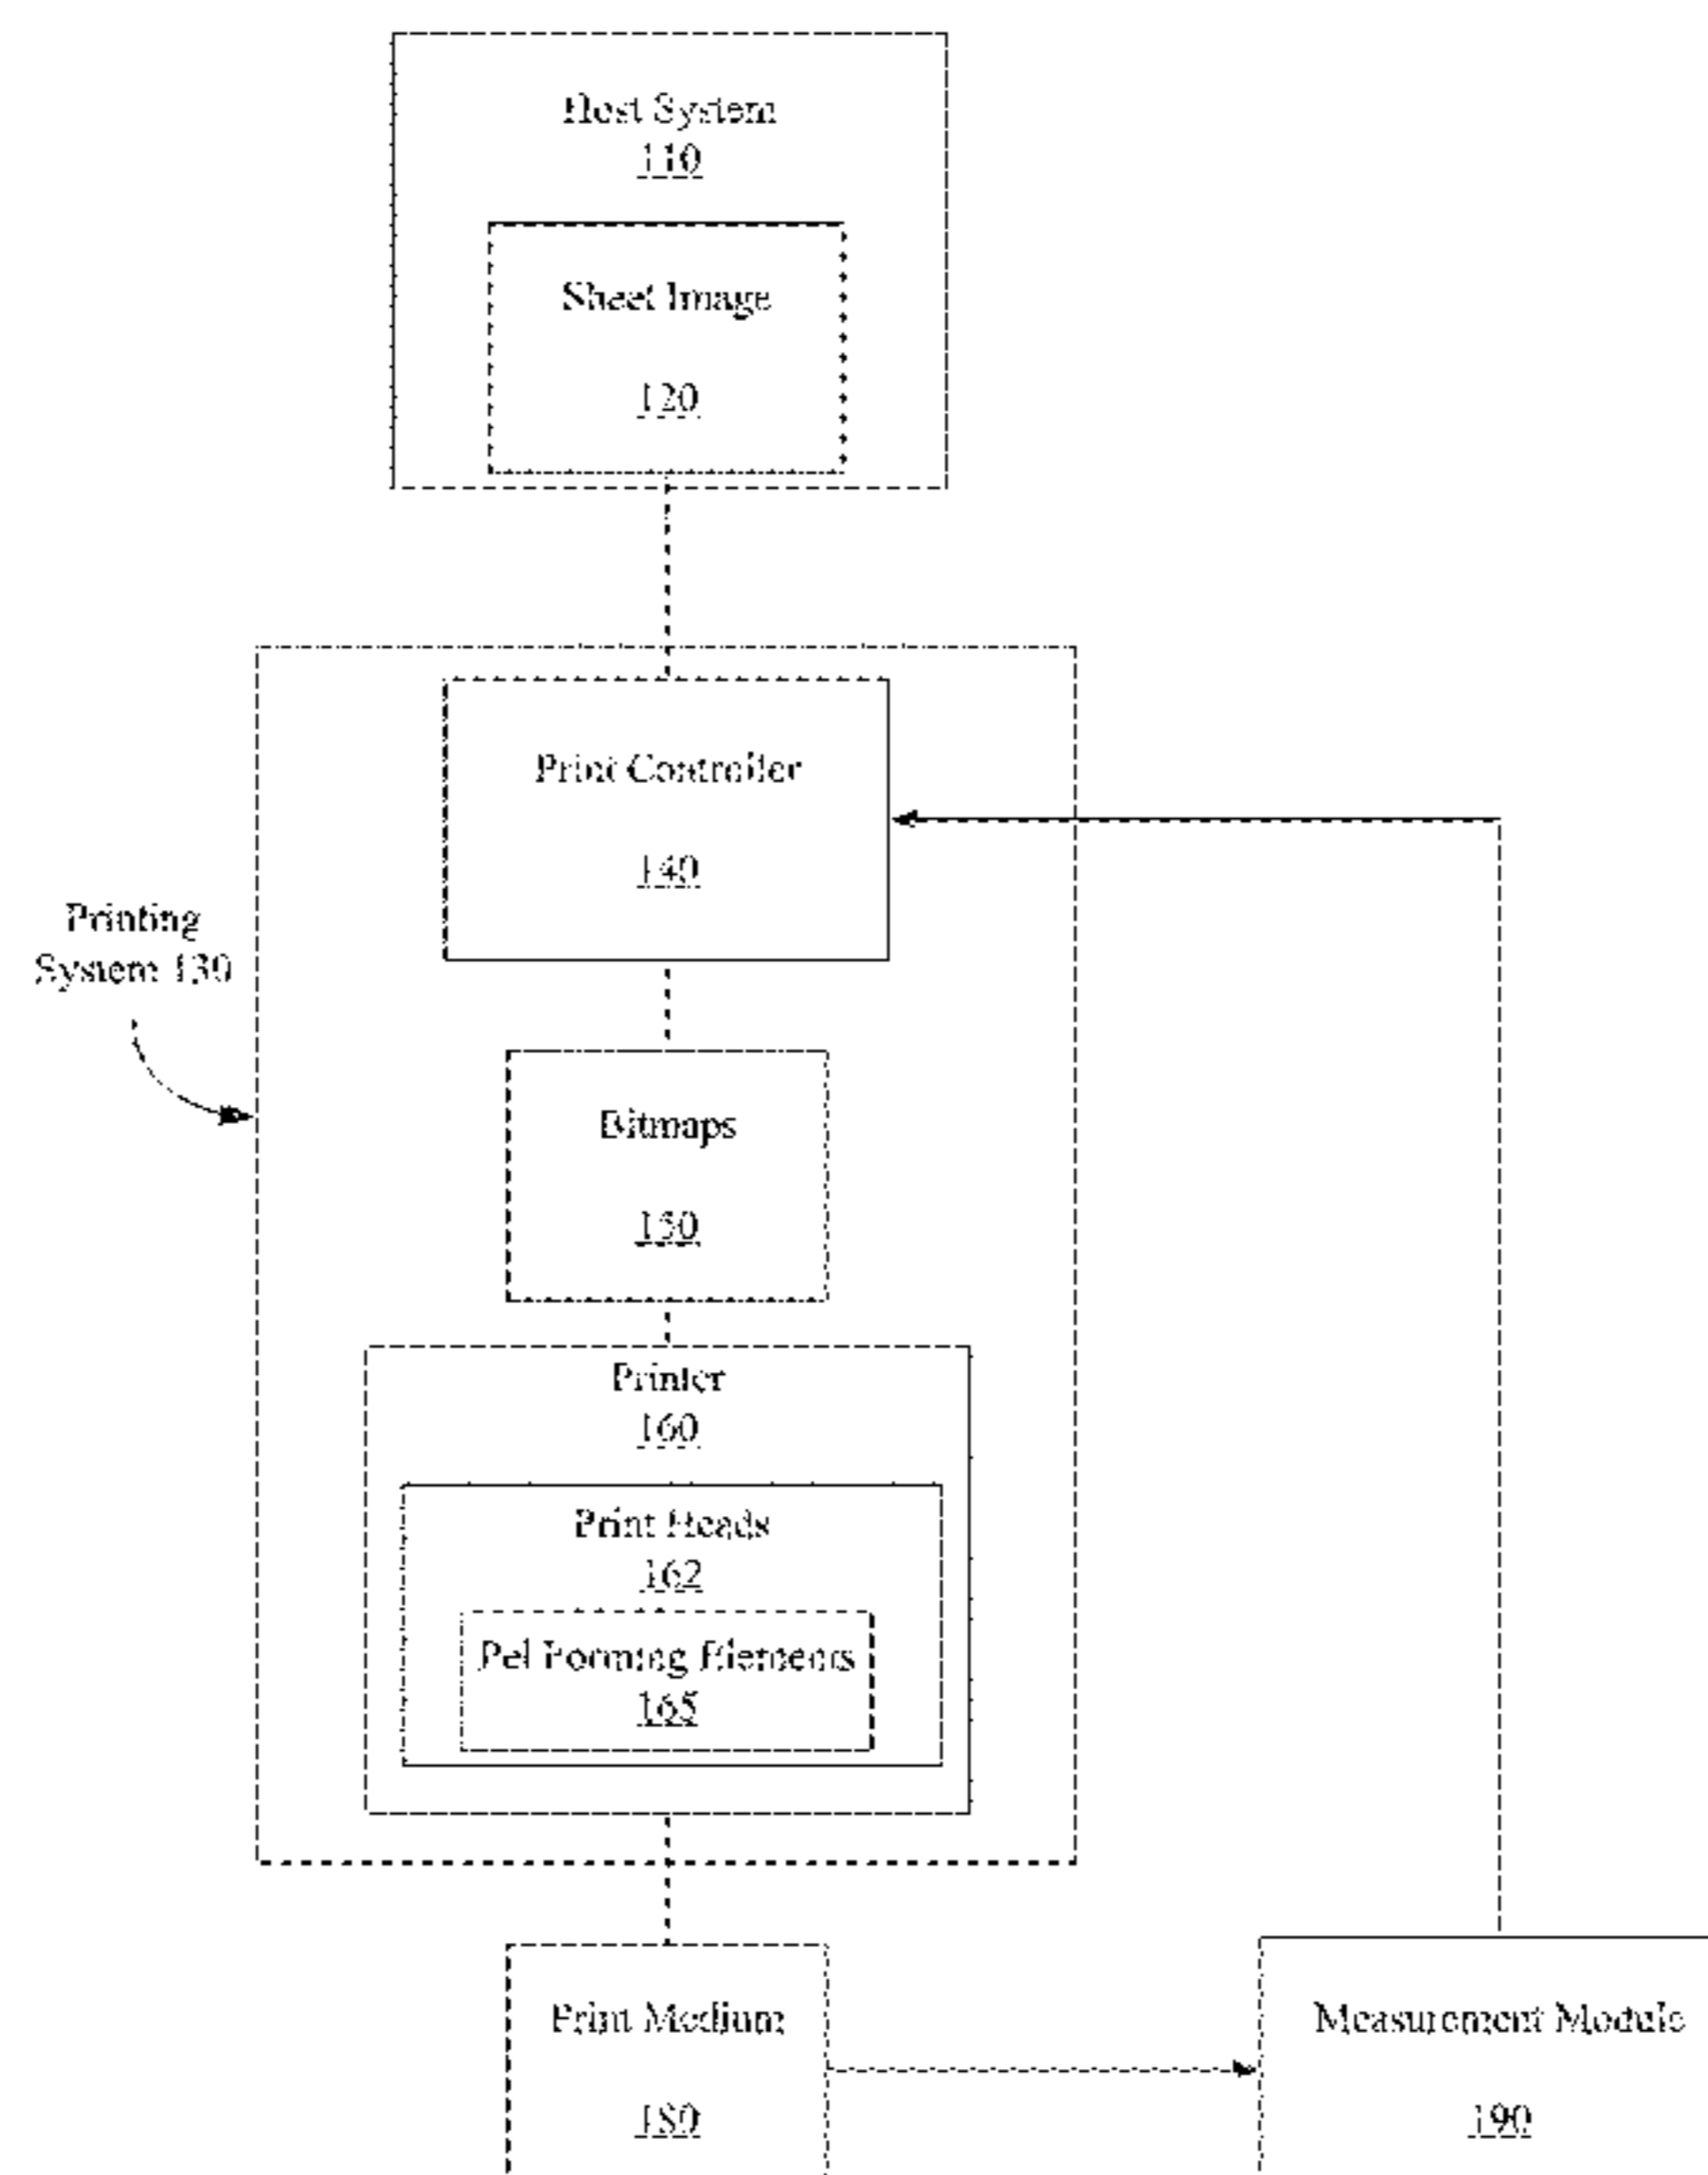 Host System
110
Sheet Image
120
Print Controller
140
Printing
System 130
Bitmaps
150
Printer
160
Print Heads
162
Pel Forming Elements
165
Print Medium
180
Measurement Module
190